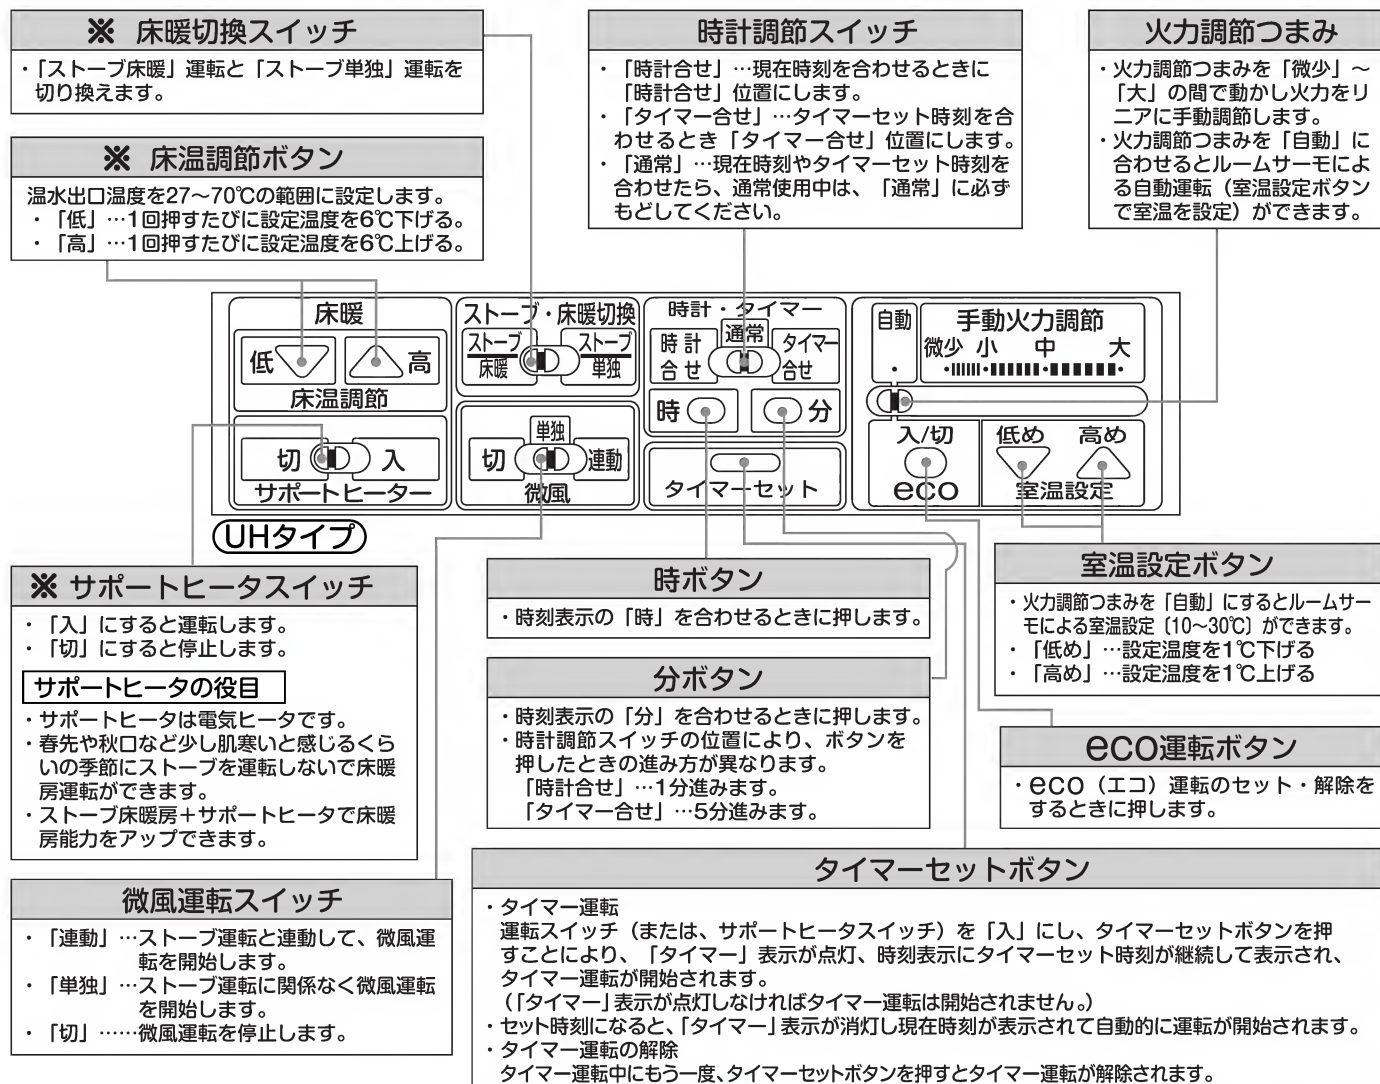 ※ 床暖切換スイッチ
・「ストーブ床暖」運転と「ストーブ単独」運転を
切り換えます。
※ 床温調節ボタン
温水出口温度を27～70℃の範囲に設定します。
・「低」…1回押すたびに設定温度を6℃下げる。
・「高」…1回押すたびに設定温度を6℃上げる。
時計調節スイッチ
・「時計合せ」…現在時刻を合わせるときに
「時計合せ」位置にします。
・「タイマー合せ」…タイマーセット時刻を合
わせるとき「タイマー合せ」位置にします。
・「通常」…現在時刻やタイマーセット時刻を
合わせたら、通常使用中は、「通常」に必ず
もどしてください。
火力調節つまみ
・火力調節つまみを「微少」～
「大」の間で動かし火力をリ
ニアに手動調節します。
・火力調節つまみを「自動」に
合わせるとルームサーモによ
る自動運転（室温設定ボタン
で室温を設定）ができます。
床暖
低
高
床温調節
切
入
サポートヒーター
ストーブ・床暖切換
ストーブ
床暖
ストーブ
単独
単独
切
連動
微風
時計・タイマー
時計
合せ
通常
タイマー
合せ
時
分
タイマーセット
自動
手動火力調節
微少 小 中 大
入/切
eco
低め 高め
室温設定
UHタイプ
※ サポートヒータスイッチ
・「入」にすると運転します。
・「切」にすると停止します。
サポートヒータの役目
・サポートヒータは電気ヒータです。
・春先や秋口など少し肌寒いと感じるくら
いの季節にストーブを運転しないで床暖
房運転ができます。
・ストーブ床暖房＋サポートヒータで床暖
房能力をアップできます。
微風運転スイッチ
・「連動」…ストーブ運転と連動して、微風運
転を開始します。
・「単独」…ストーブ運転に関係なく微風運転
を開始します。
・「切」……微風運転を停止します。
時ボタン
・時刻表示の「時」を合わせるときに押します。
分ボタン
・時刻表示の「分」を合わせるときに押します。
・時計調節スイッチの位置により、ボタンを
押したときの進み方が異なります。
「時計合せ」…1分進みます。
「タイマー合せ」…5分進みます。
室温設定ボタン
・火力調節つまみを「自動」にするとルームサー
モによる室温設定〔10～30℃〕ができます。
・「低め」…設定温度を1℃下げる
・「高め」…設定温度を1℃上げる
eco運転ボタン
・eco（エコ）運転のセット・解除を
するときに押します。
タイマーセットボタン
・タイマー運転
運転スイッチ（または、サポートヒータスイッチ）を「入」にし、タイマーセットボタンを押
すことにより、「タイマー」表示が点灯、時刻表示にタイマーセット時刻が継続して表示され、
タイマー運転が開始されます。
（「タイマー」表示が点灯しなければタイマー運転は開始されません。）
・セット時刻になると、「タイマー」表示が消灯し現在時刻が表示されて自動的に運転が開始されます。
・タイマー運転の解除
タイマー運転中にもう一度、タイマーセットボタンを押すとタイマー運転が解除されます。